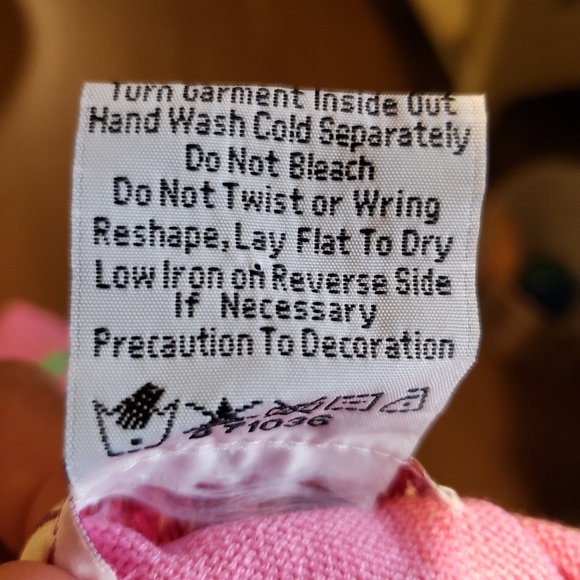 Turn Garment Inside Out
Hand Wash Cold Separately
Do Not Bleach
Do Not Twist or Wring
Reshape, Lay Flat To Dry
Low Iron on Reverse Side
If Necessary
Precaution To Decoration